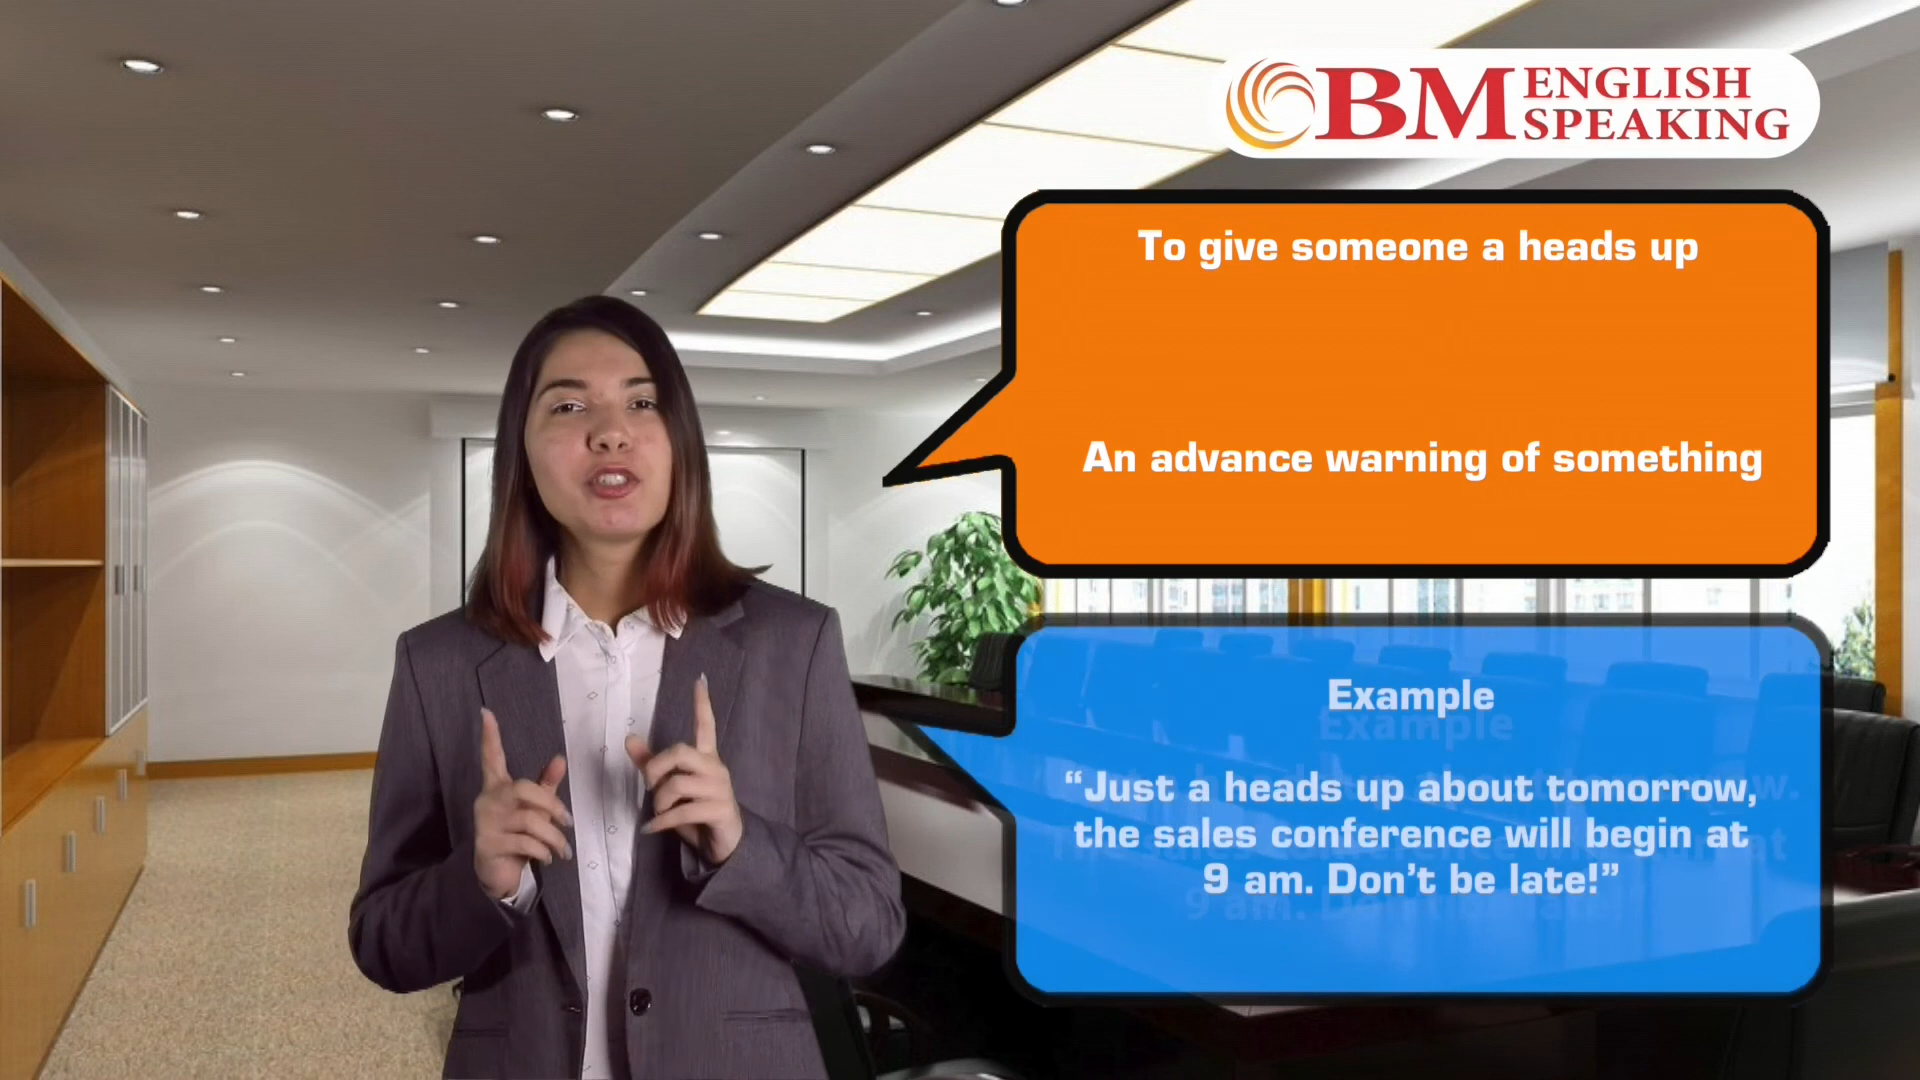 BM ENGLISH
SPEAKING
To give someone a heads up
An advance warning of something
Example
“Just a heads up about tomorrow,
the sales conference will begin at
9 am. Don’t be late!”